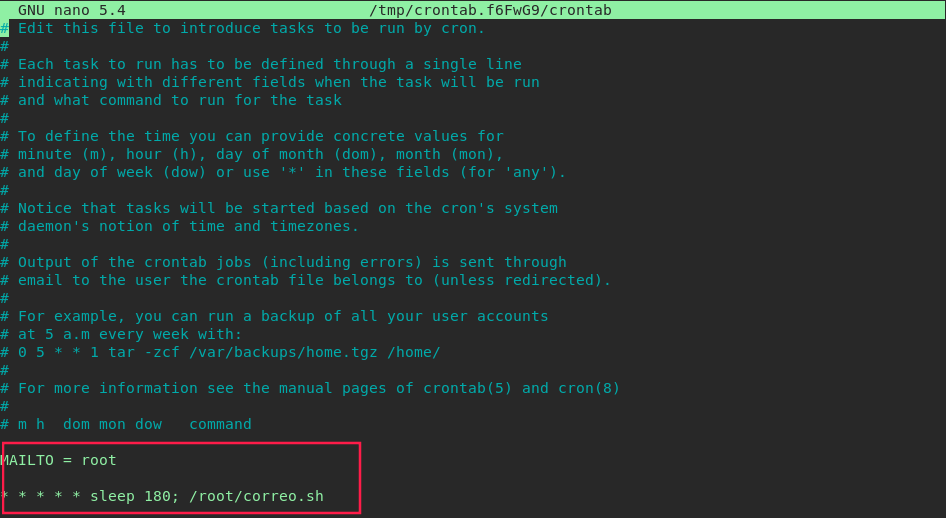 GNU nano 5.4 /tmp/crontab.f6FwG9/crontab
# Edit this file to introduce tasks to be run by cron.
#
# Each task to run has to be defined through a single line
# indicating with different fields when the task will be run
# and what command to run for the task
#
# To define the time you can provide concrete values for
# minute (m), hour (h), day of month (dom), month (mon),
# and day of week (dow) or use '*' in these fields (for 'any').
#
# Notice that tasks will be started based on the cron's system
# daemon's notion of time and timezones.
#
# Output of the crontab jobs (including errors) is sent through
# email to the user the crontab file belongs to (unless redirected).
#
# For example, you can run a backup of all your user accounts
# at 5 a.m every week with:
# 0 5 * * 1 tar -zcf /var/backups/home.tgz /home/
#
# For more information see the manual pages of crontab(5) and cron(8)
#
# m h  dom mon dow   command
MAILTO = root
* * * * * sleep 180; /root/correo.sh